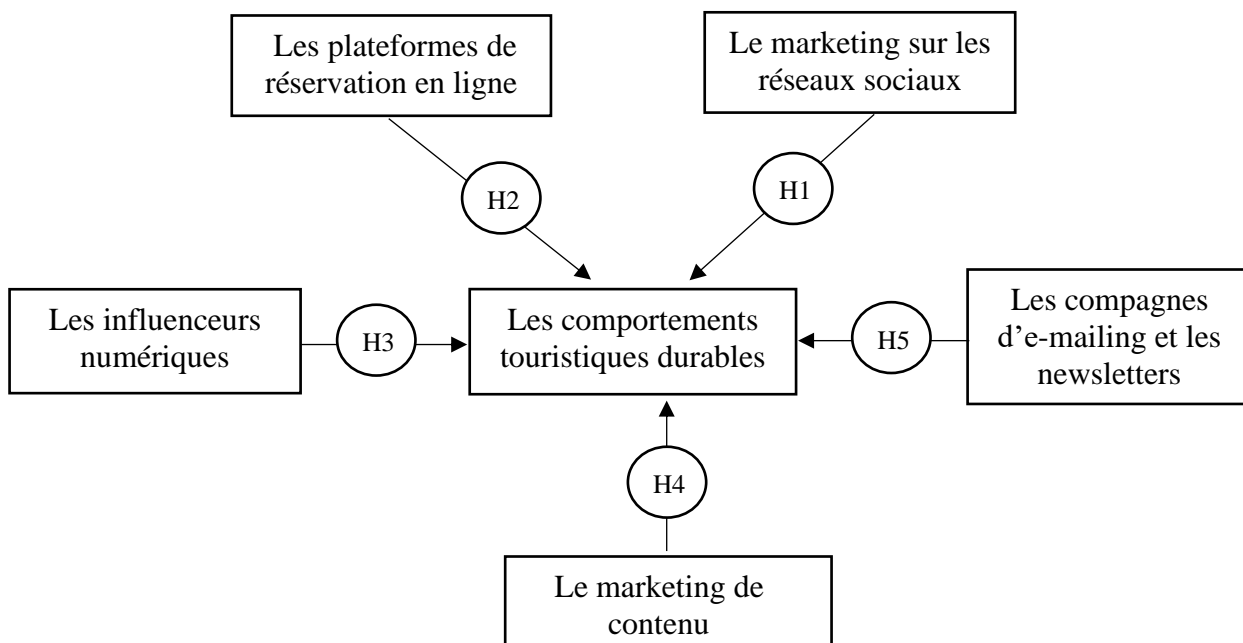 Les plateformes de
réservation en ligne
Le marketing sur les
réseaux sociaux
H2
H1
Les influenceurs
numériques
H3
Les comportements
touristiques durables
H5
Les compagnes
d’e-mailing et les
newsletters
H4
Le marketing de
contenu